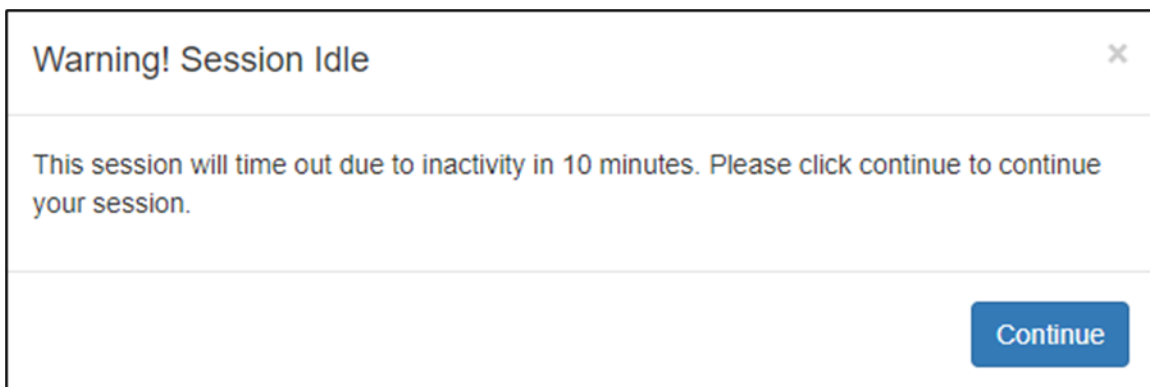 Warning! Session Idle
This session will time out due to inactivity in 10 minutes. Please click continue to continue
your session.
Continue